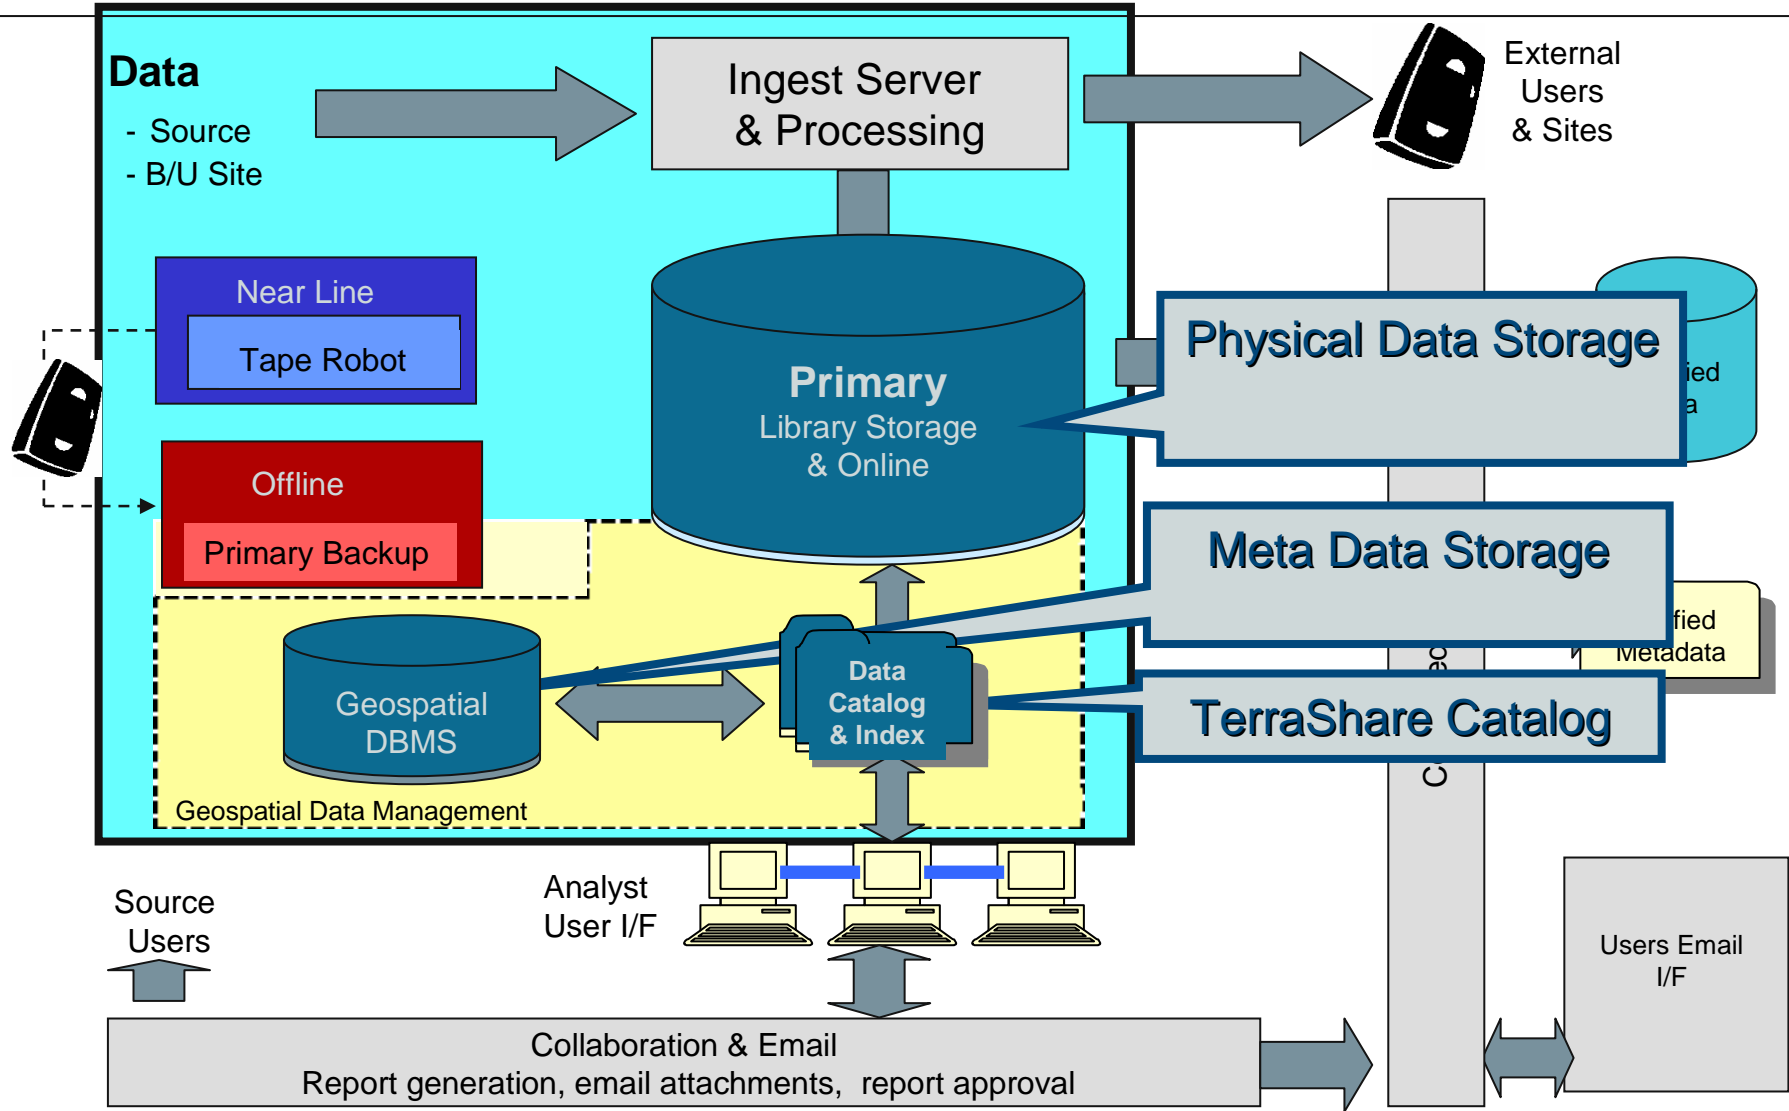 Data
- Source
- B/U Site
Ingest Server
& Processing
External
Users
& Sites
Near Line
Tape Robot
Primary
Library Storage
& Online
Physical Data Storage
Offline
Primary Backup
Meta Data Storage
Metadata
Geospatial
DBMS
Data
Catalog
& Index
TerraShare Catalog
Geospatial Data Management
Analyst
User I/F
Source
Users
Users Email
I/F
Collaboration & Email
Report generation, email attachments, report approval